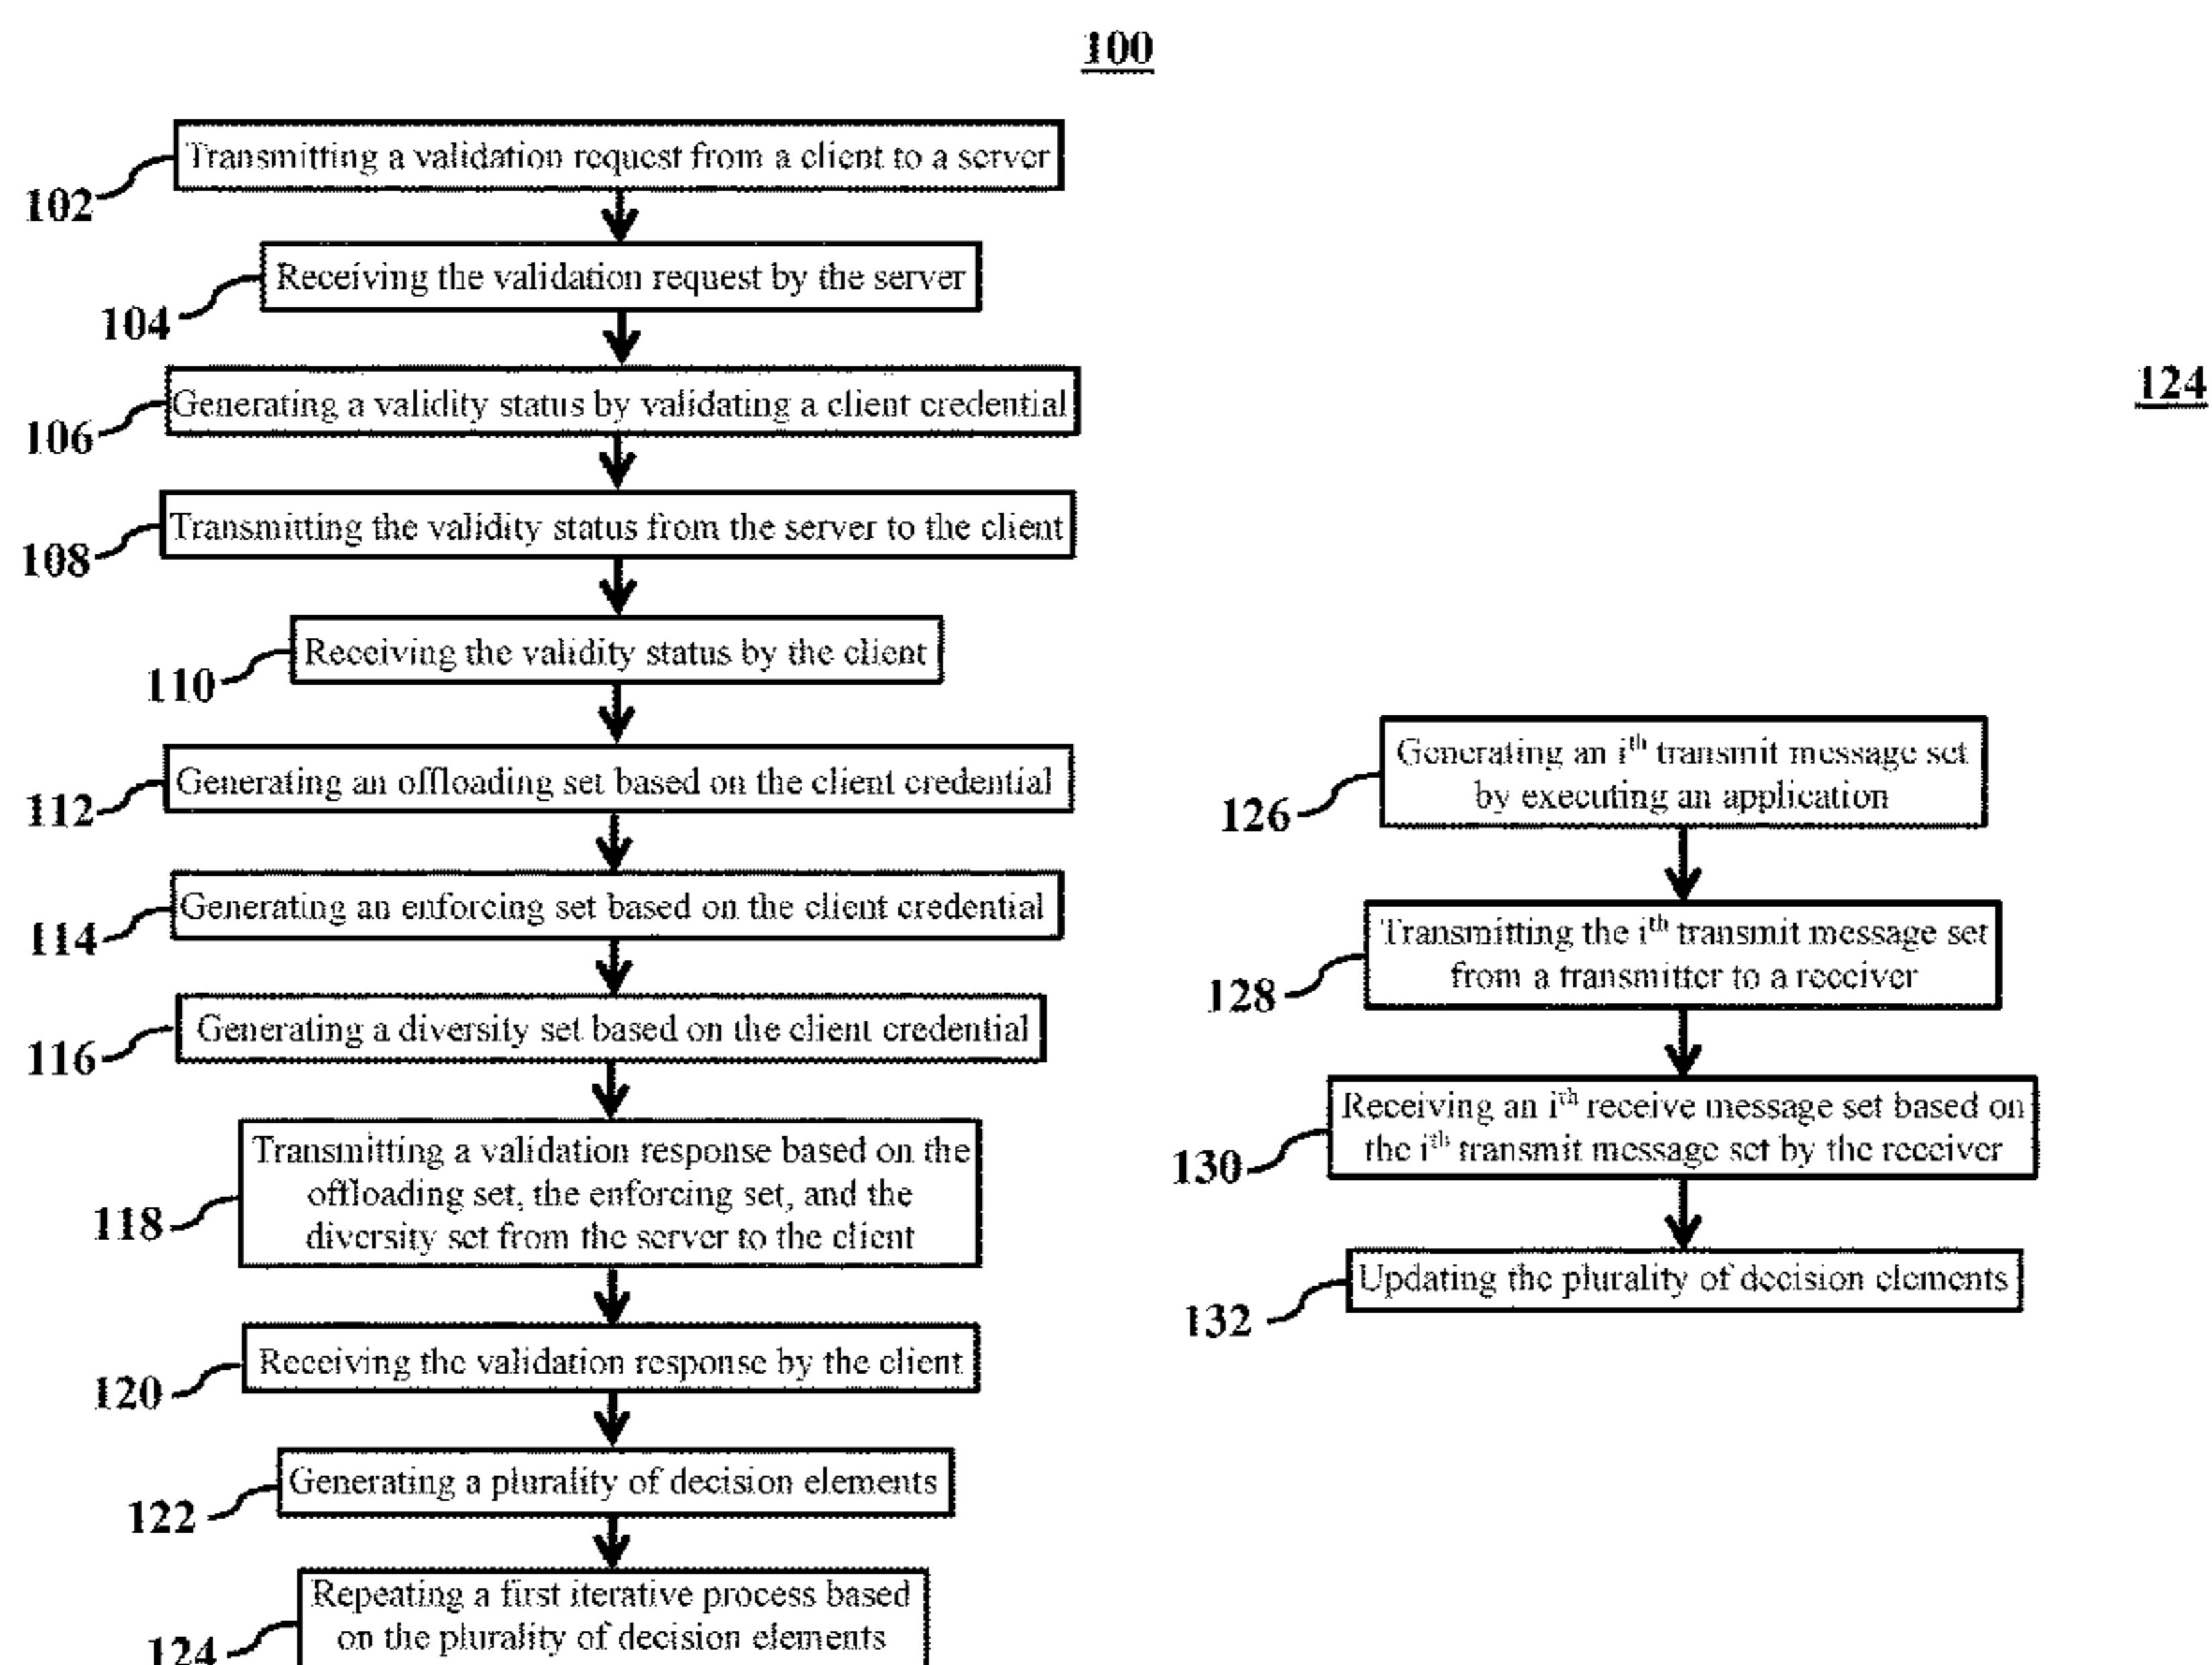 100
Transmitting a validation request from a client to a server
102
Receiving the validation request by the server
104
Generating a validity status by validating a client credential
106
Transmitting the validity status from the server to the client
108
Receiving the validity status by the client
110
Generating an offloading set based on the client credential
112
Generating an enforcing set based on the client credential
114
Generating a diversity set based on the client credential
116
Transmitting a validation response based on the
offloading set, the enforcing set, and the
diversity set from the server to the client
118
Receiving the validation response by the client
120
Generating a plurality of decision elements
122
Repeating a first iterative process based
on the plurality of decision elements
124
124
Generating an iᵗʰ transmit message set
by executing an application
126
Transmitting the iᵗʰ transmit message set
from a transmitter to a receiver
128
Receiving an iᵗʰ receive message set based on
the iᵗʰ transmit message set by the receiver
130
Updating the plurality of decision elements
132